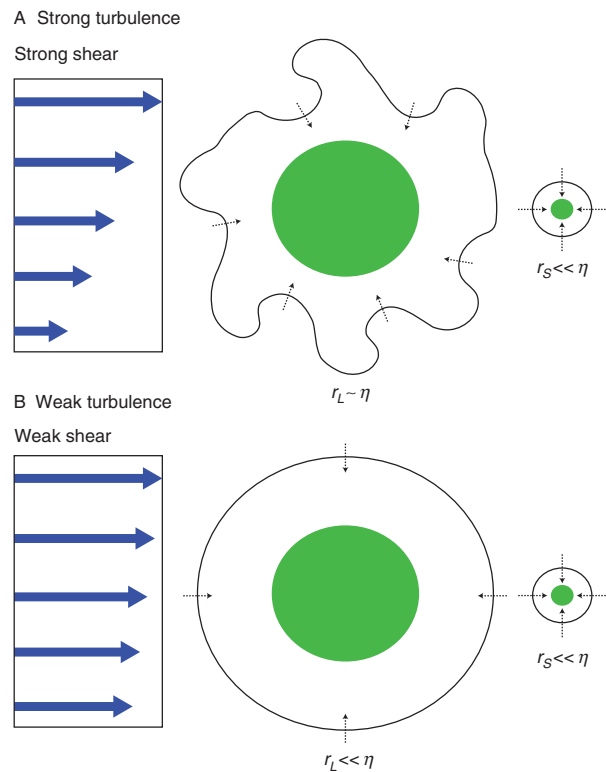 A Strong turbulence
Strong shear
r_S << η
r_L ~ η
B Weak turbulence
Weak shear
r_S << η
r_L << η